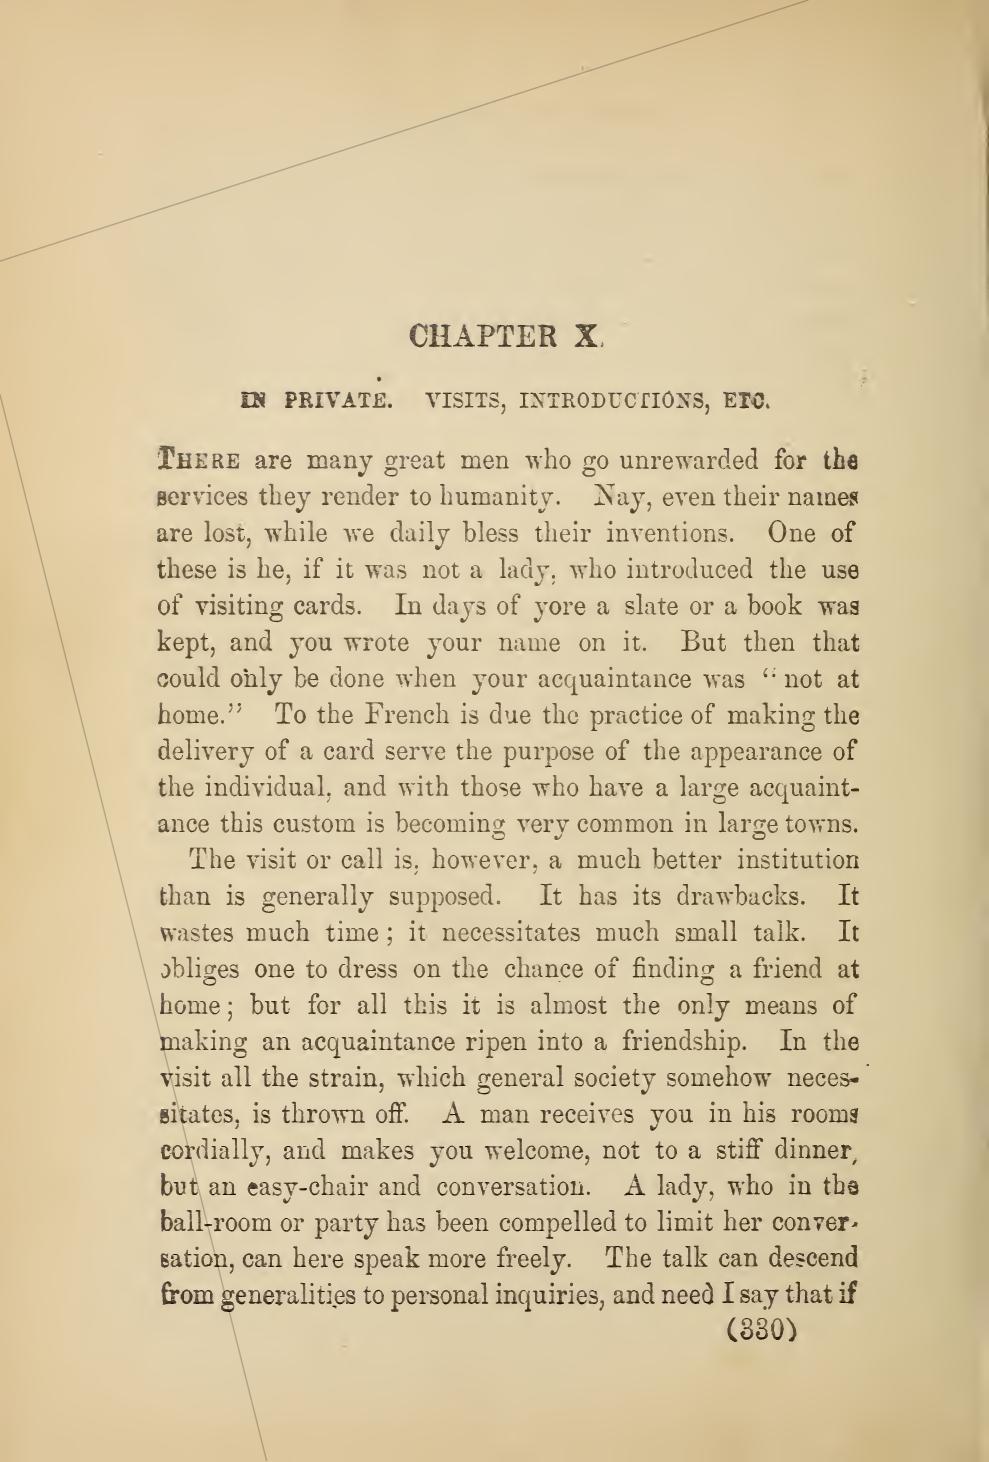 CHAPTER X.
IN PRIVATE. VISITS, INTRODUCTIONS, ETC.
THERE are many great men who go unrewarded for the
services they render to humanity. Nay, even their names
are lost, while we daily bless their inventions. One of
these is he, if it was not a lady, who introduced the use
of visiting cards. In days of yore a slate or a book was
kept, and you wrote your name on it. But then that
could only be done when your acquaintance was “not at
home.” To the French is due the practice of making the
delivery of a card serve the purpose of the appearance of
the individual, and with those who have a large acquaint-
ance this custom is becoming very common in large towns.
The visit or call is, however, a much better institution
than is generally supposed. It has its drawbacks. It
wastes much time; it necessitates much small talk. It
obliges one to dress on the chance of finding a friend at
home; but for all this it is almost the only means of
making an acquaintance ripen into a friendship. In the
visit all the strain, which general society somehow neces-
sitates, is thrown off. A man receives you in his rooms
cordially, and makes you welcome, not to a stiff dinner,
but an easy-chair and conversation. A lady, who in the
ball-room or party has been compelled to limit her conver-
sation, can here speak more freely. The talk can descend
from generalities to personal inquiries, and need I say that if
(330)